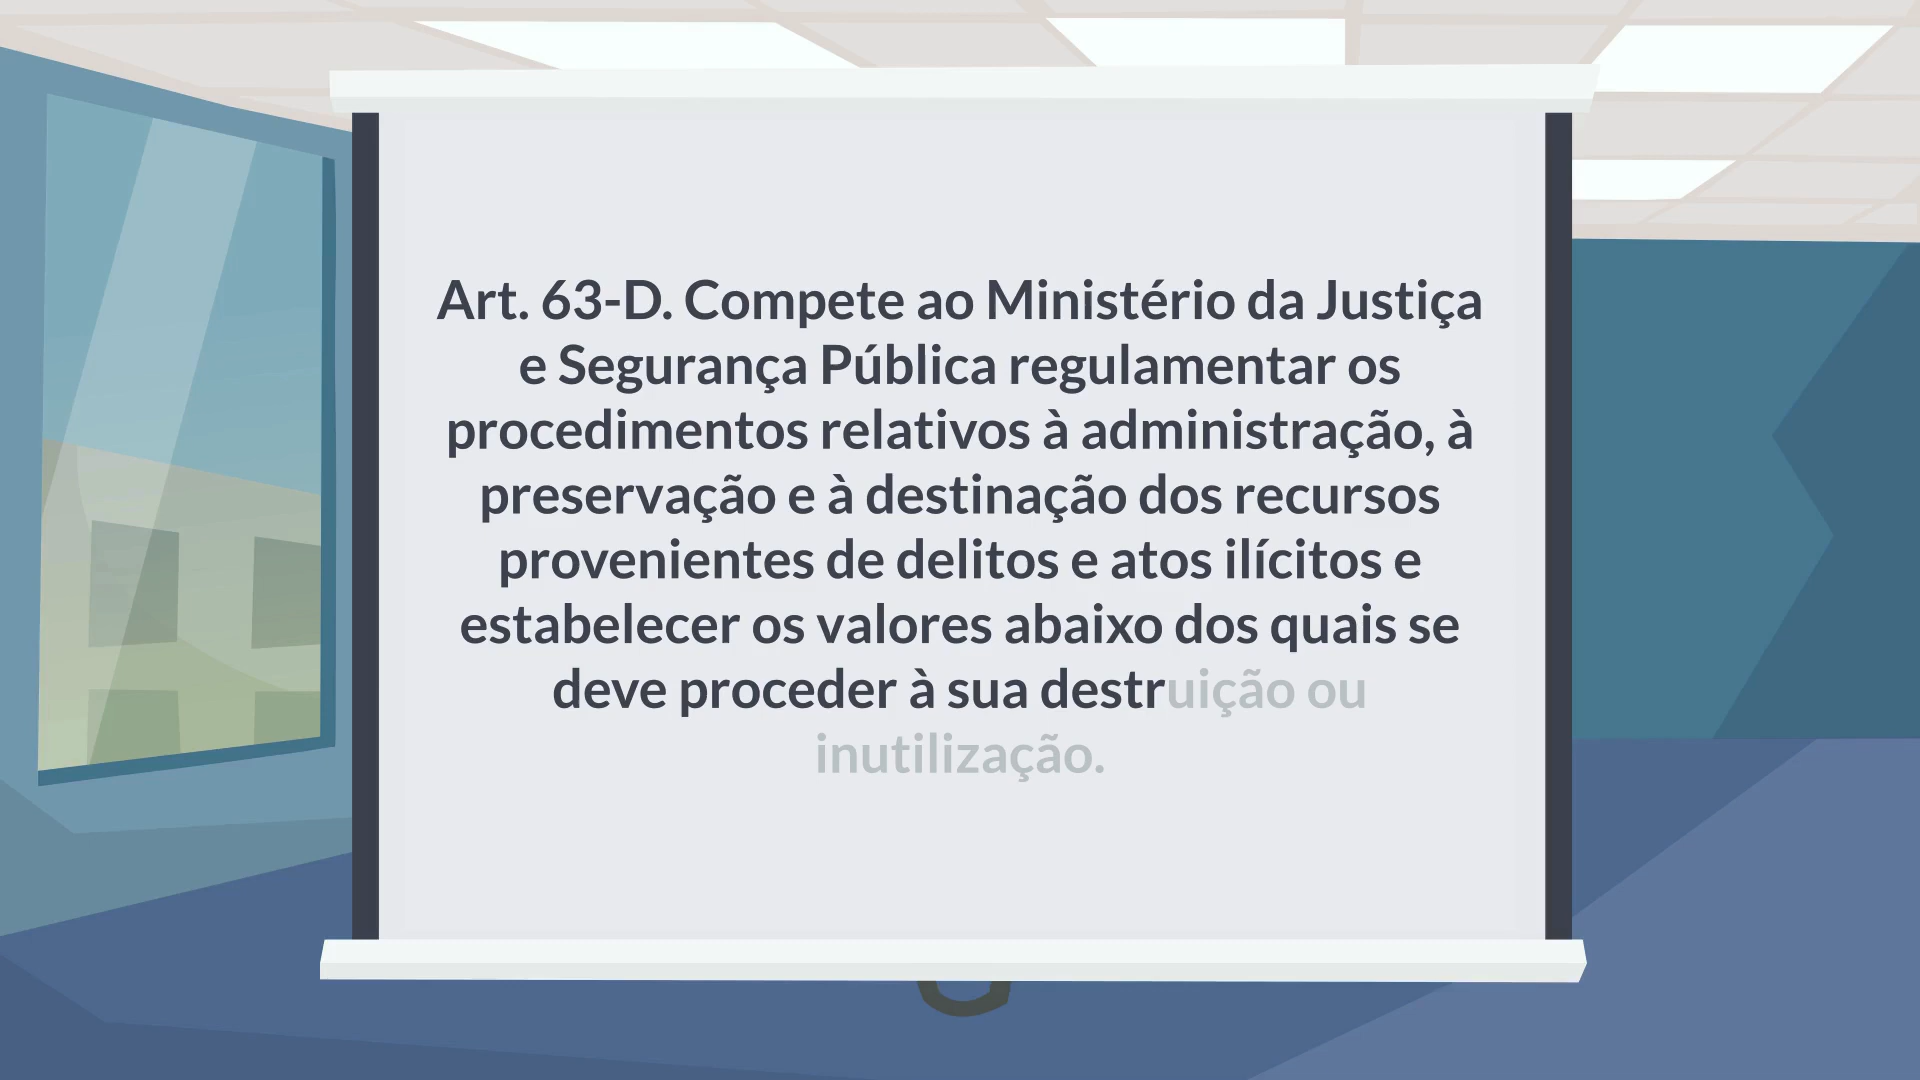 Art. 63-D. Compete ao Ministério da Justiça
e Segurança Pública regulamentar os
procedimentos relativos à administração, à
preservação e à destinação dos recursos
provenientes de delitos e atos ilícitos e
estabelecer os valores abaixo dos quais se
deve proceder à sua destruição ou
inutilização.